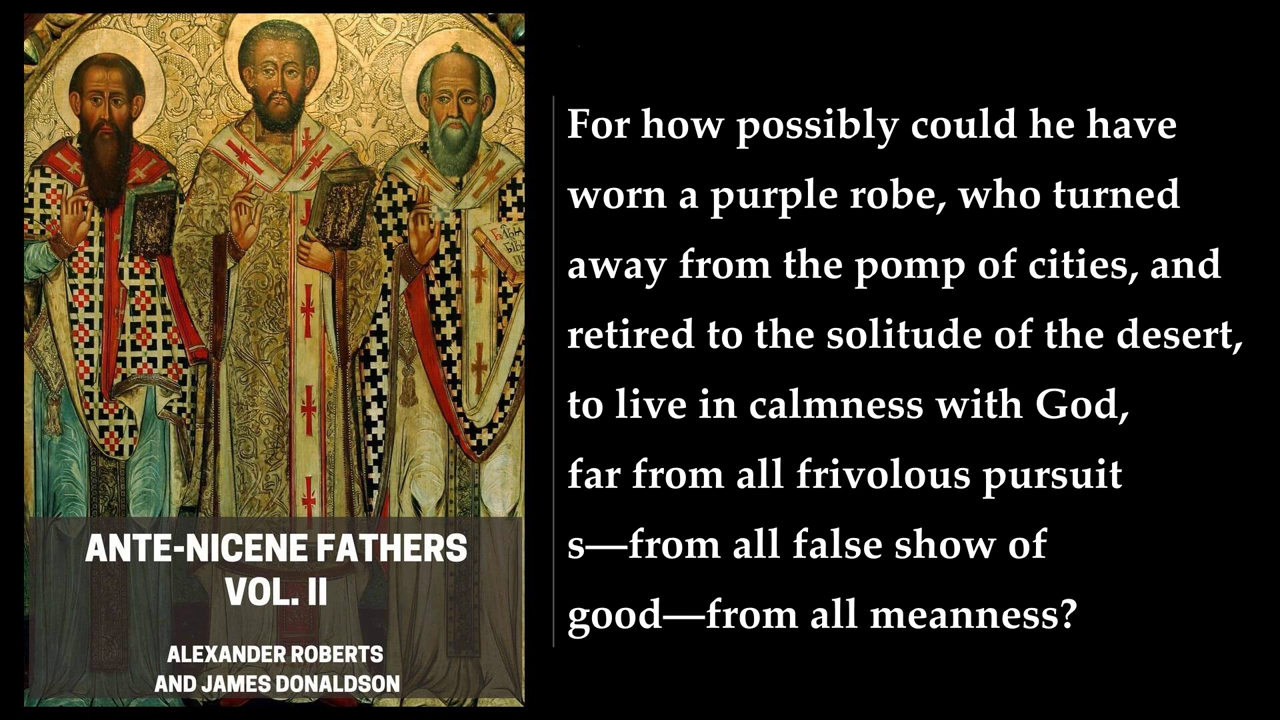 ANTE-NICENE FATHERS
VOL. II
ALEXANDER ROBERTS
AND JAMES DONALDSON
For how possibly could he have
worn a purple robe, who turned
away from the pomp of cities, and
retired to the solitude of the desert,
to live in calmness with God,
far from all frivolous pursuit
s—from all false show of
good—from all meanness?